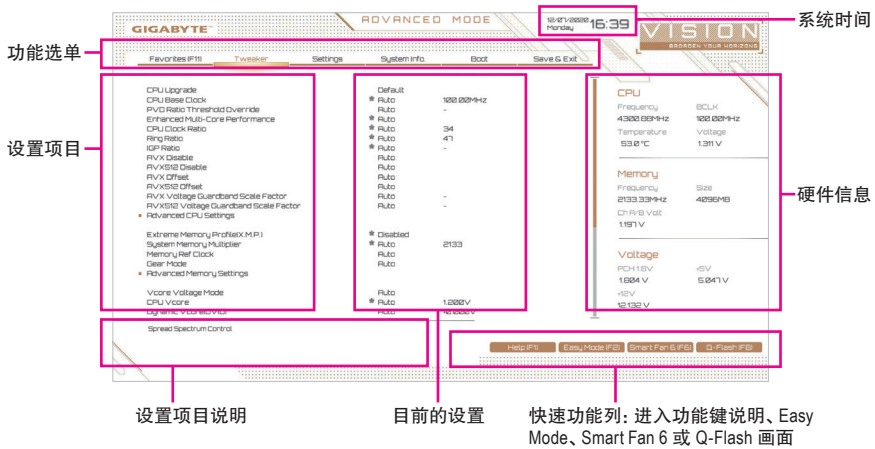 GIGABYTE™
ADVANCED MODE
12/07/2020
Monday
16:39
系统时间
VISION
BROADEN YOUR HORIZONS
功能选单
Favorites (F11)
Tweaker
Settings
System Info.
Boot
Save & Exit
设置项目
CPU Upgrade Default
CPU Base Clock * Auto 100.00MHz
PVD Ratio Threshold Override Auto -
Enhanced Multi-Core Performance * Auto
CPU Clock Ratio * Auto 34
Ring Ratio * Auto 47
IGP Ratio * Auto -
AVX Disable Auto
AVX512 Disable Auto
AVX Offset Auto
AVX512 Offset Auto
AVX Voltage Guardband Scale Factor Auto -
AVX512 Voltage Guardband Scale Factor Auto -
Advanced CPU Settings
Extreme Memory Profile(X.M.P.) * Disabled
System Memory Multiplier * Auto 2133
Memory Ref Clock Auto
Gear Mode Auto
Advanced Memory Settings
Vcore Voltage Mode Auto
CPU Vcore * Auto 1.200V
Spread Spectrum Control
CPU
Frequency BCLK
4300.88MHz 100.02MHz
Temperature Voltage
53.0 °C 1.311 V
Memory
Frequency Size
2133.33MHz 4096MB
Ch A/B Volt
1.197 V
Voltage
PCH 1.8V +5V
1.804 V 5.047 V
+12V
12.132 V
硬件信息
Help (F1)
Easy Mode (F2)
Smart Fan 6 (F6)
Q-Flash (F8)
设置项目说明
目前的设置
快速功能列: 进入功能键说明、Easy
Mode、Smart Fan 6 或 Q-Flash 画面